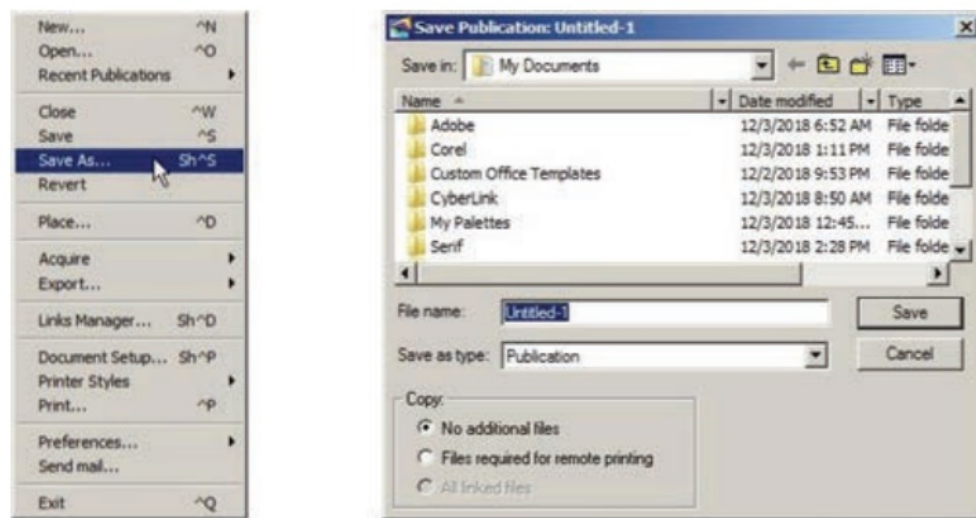 New... ^N
Open... ^O
Recent Publications
Close ^W
Save ^S
Save As... Sh^S
Revert
Place... ^D
Acquire
Export...
Links Manager... Sh^D
Document Setup... Sh^P
Printer Styles
Print... ^P
Preferences...
Send mail...
Exit ^Q
Save Publication: Untitled-1
Save in: My Documents
Name Date modified Type
Adobe 12/3/2018 6:52 AM File folde
Corel 12/3/2018 1:11 PM File folde
Custom Office Templates 12/2/2018 9:53 PM File folde
CyberLink 12/3/2018 8:50 AM File folde
My Palettes 12/3/2018 12:45... File folde
Serif 12/3/2018 2:28 PM File folde
File name: Untitled-1 Save
Save as type: Publication Cancel
Copy:
No additional files
Files required for remote printing
All linked files